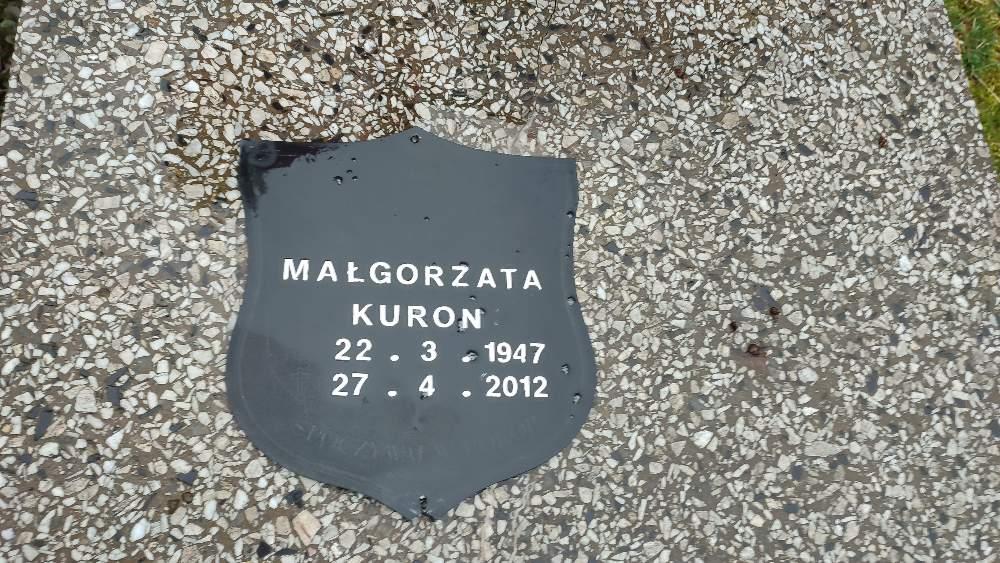 MAŁGORZATA
KURON
22 . 3 . 1947
27 . 4 . 2012